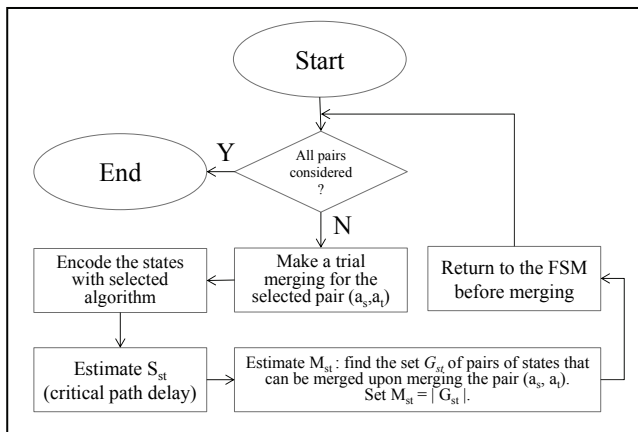 Start
All pairs
considered
?
Y
End
N
Make a trial
merging for the
selected pair (aₛ,aₜ)
Encode the states
with selected
algorithm
Estimate Sₛₜ
(critical path delay)
Estimate Mₛₜ : find the set Gₛₜ of pairs of states that
can be merged upon merging the pair (aₛ, aₜ).
Set Mₛₜ = | Gₛₜ |.
Return to the FSM
before merging